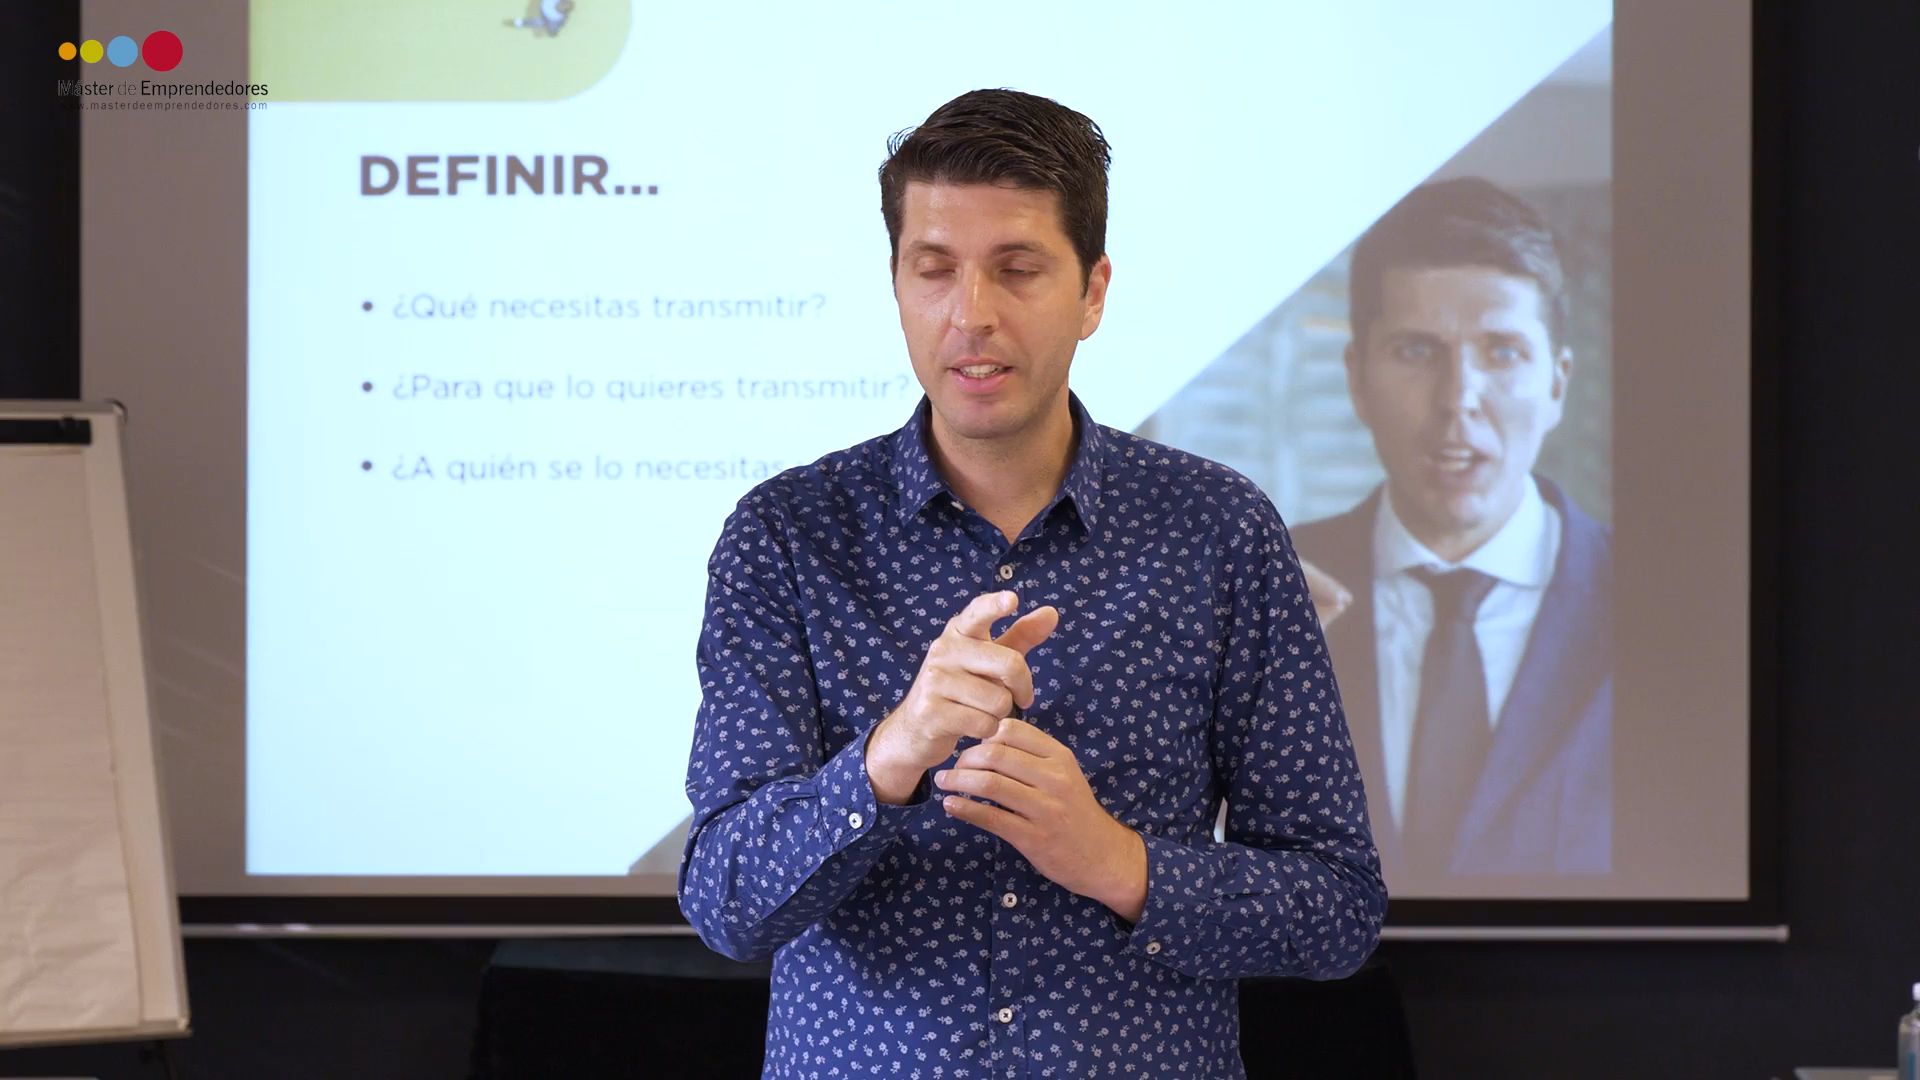 Máster de Emprendedores
www.masterdeemprendedores.com
DEFINIR...
• ¿Qué necesitas transmitir?
• ¿Para que lo quieres transmitir?
• ¿A quién se lo necesitas